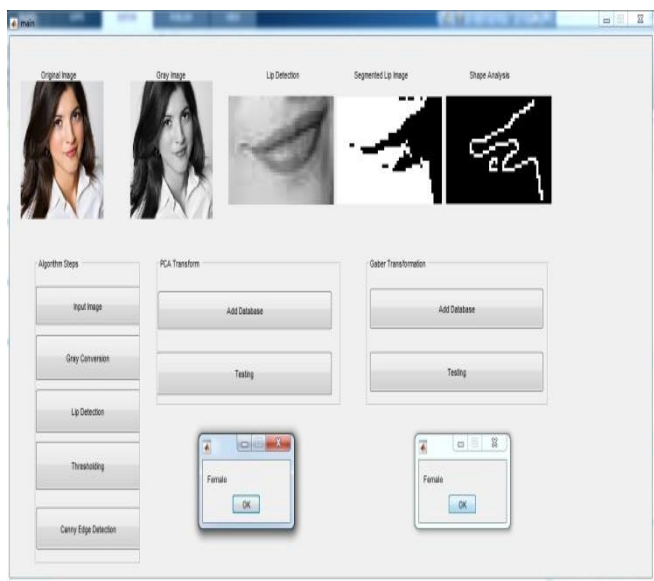 main
Original Image
Gray Image
Lip Detection
Segmented Lip Image
Shape Analysis
Algorithm Steps
Input Image
Gray Conversion
Lip Detection
Thresholding
Canny Edge Detection
PCA Transform
Add Database
Testing
Gaber Transformation
Add Database
Testing
Female
OK
Female
OK